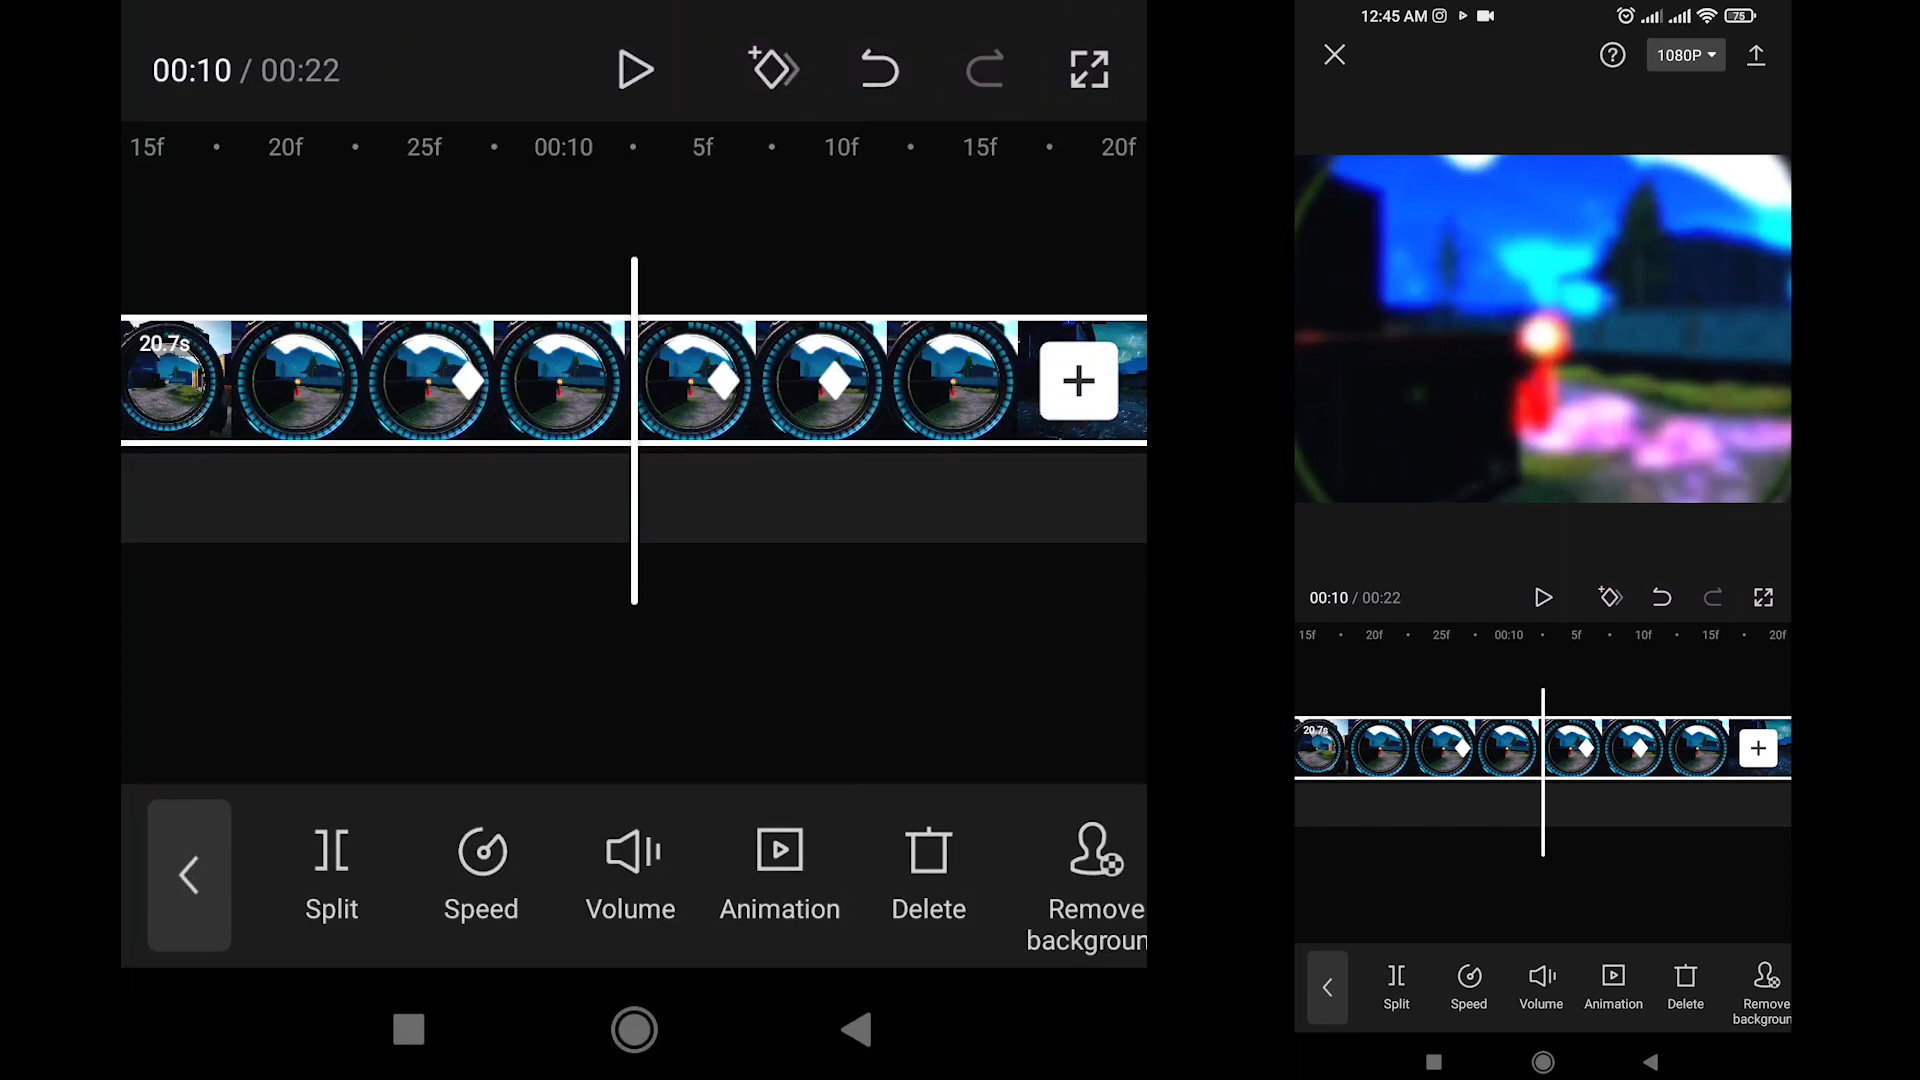 00:10 / 00:22
15f 20f 25f 00:10 5f 10f 15f 20f
20.7s
Split Speed Volume Animation Delete Remove
backgroun
12:45 AM 75
1080P
00:10 / 00:22
15f 20f 25f 00:10 5f 10f 15f 20f
20.7s
Split Speed Volume Animation Delete Remove
backgroun